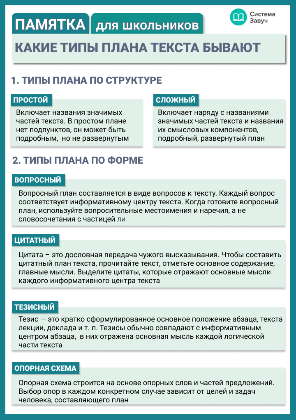 ПАМЯТКА для школьников
Система
Завуч
КАКИЕ ТИПЫ ПЛАНА ТЕКСТА БЫВАЮТ
1. ТИПЫ ПЛАНА ПО СТРУКТУРЕ
ПРОСТОЙ
Включает названия значимых
частей текста. В простом плане
нет подпунктов, он может быть
подробным, но не развернутым
СЛОЖНЫЙ
Включает наряду с названиями
значимых частей текста и названия
их смысловых компонентов,
подробный, развернутый план
2. ТИПЫ ПЛАНА ПО ФОРМЕ
ВОПРОСНЫЙ
Вопросный план составляется в виде вопросов к тексту. Каждый вопрос
соответствует информативному центру текста. Когда готовите вопросный
план, используйте вопросительные местоимения и наречия, а не
словосочетания с частицей ли
ЦИТАТНЫЙ
Цитата – это дословная передача чужого высказывания. Чтобы составить
цитатный план текста, прочитайте текст, отметьте основное содержание,
главные мысли. Выделите цитаты, которые отражают основные мысли
каждого информативного центра текста
ТЕЗИСНЫЙ
Тезис – это кратко сформулированное основное положение абзаца, текста
лекции, доклада и т. п. Тезисы обычно совпадают с информативным
центром абзаца, в них отражена основная мысль каждой логической
части текста
ОПОРНАЯ СХЕМА
Опорная схема строится на основе опорных слов и частей предложений.
Выбор опор в каждом конкретном случае зависит от целей и задач
человека, составляющего план